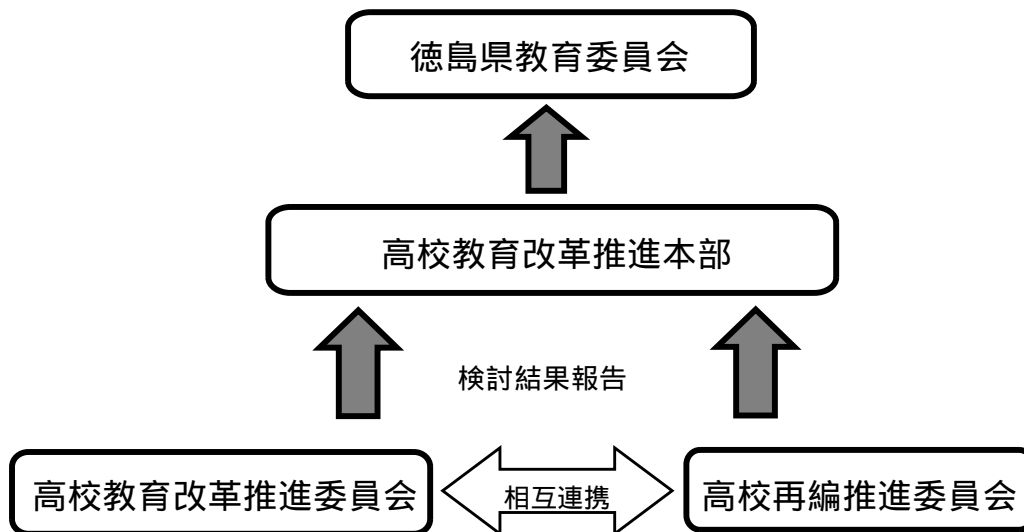 徳島県教育委員会
高校教育改革推進本部
検討結果報告
高校教育改革推進委員会
相互連携
高校再編推進委員会